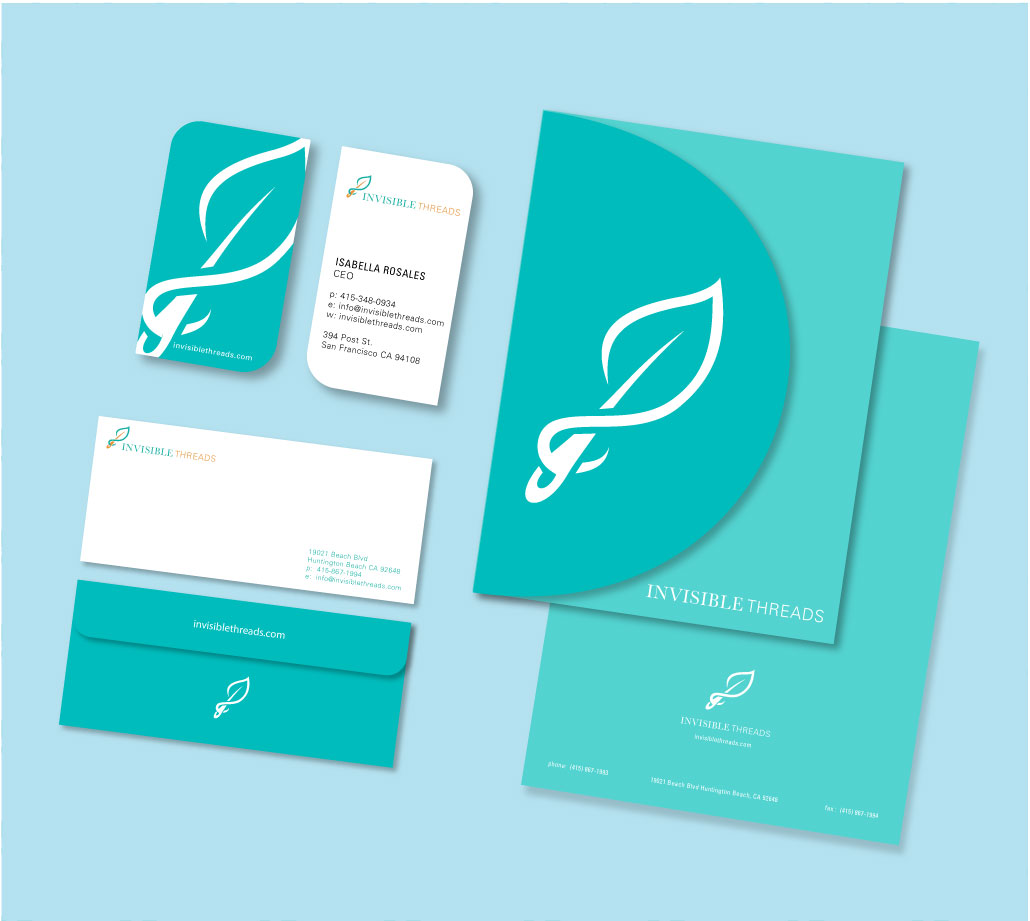 invisiblethreads.com
INVISIBLE THREADS
ISABELLA ROSALES
CEO
p: 415-348-0934
e: info@invisiblethreads.com
w: invisiblethreads.com
394 Post St.
San Francisco CA 94108
INVISIBLE THREADS
19021 Beach Blvd
Huntington Beach CA 92648
p: 415-867-1994
e: info@invisiblethreads.com
invisiblethreads.com
INVISIBLE THREADS
INVISIBLE THREADS
invisiblethreads.com
phone: (415) 867-1993
19021 Beach Blvd Huntington Beach, CA 92648
fax : (415) 867-1994